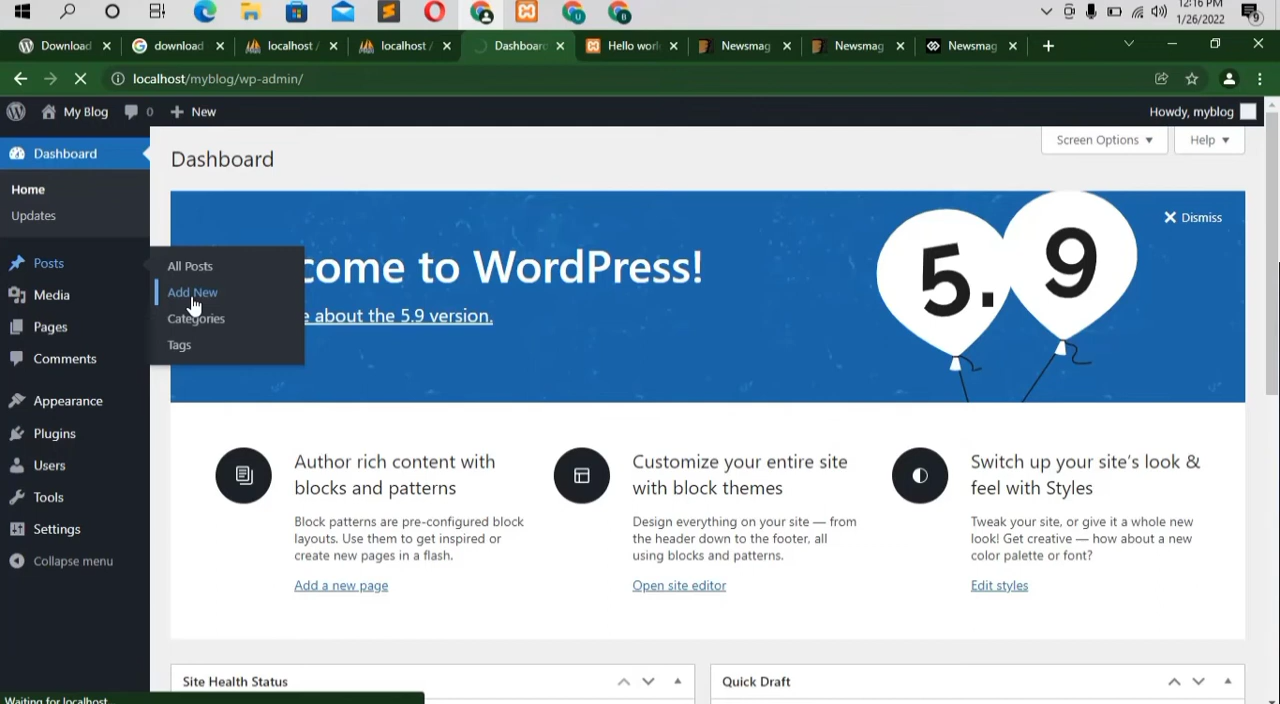 12:16 PM
1/26/2022
9
Download
download
localhost /
localhost /
Dashboard
Hello worl
Newsmag
Newsmag
Newsmag
localhost/myblog/wp-admin/
My Blog
0
New
Howdy, myblog
Dashboard
Home
Updates
Posts
Media
Pages
Comments
Appearance
Plugins
Users
Tools
Settings
Collapse menu
All Posts
Add New
Categories
Tags
Dashboard
Screen Options
Help
come to WordPress!
about the 5.9 version.
5.9
Dismiss
Author rich content with
blocks and patterns
Block patterns are pre-configured block
layouts. Use them to get inspired or
create new pages in a flash.
Add a new page
Customize your entire site
with block themes
Design everything on your site — from
the header down to the footer, all
using blocks and patterns.
Open site editor
Switch up your site's look &
feel with Styles
Tweak your site, or give it a whole new
look! Get creative — how about a new
color palette or font?
Edit styles
Site Health Status
Quick Draft
Waiting for localhost